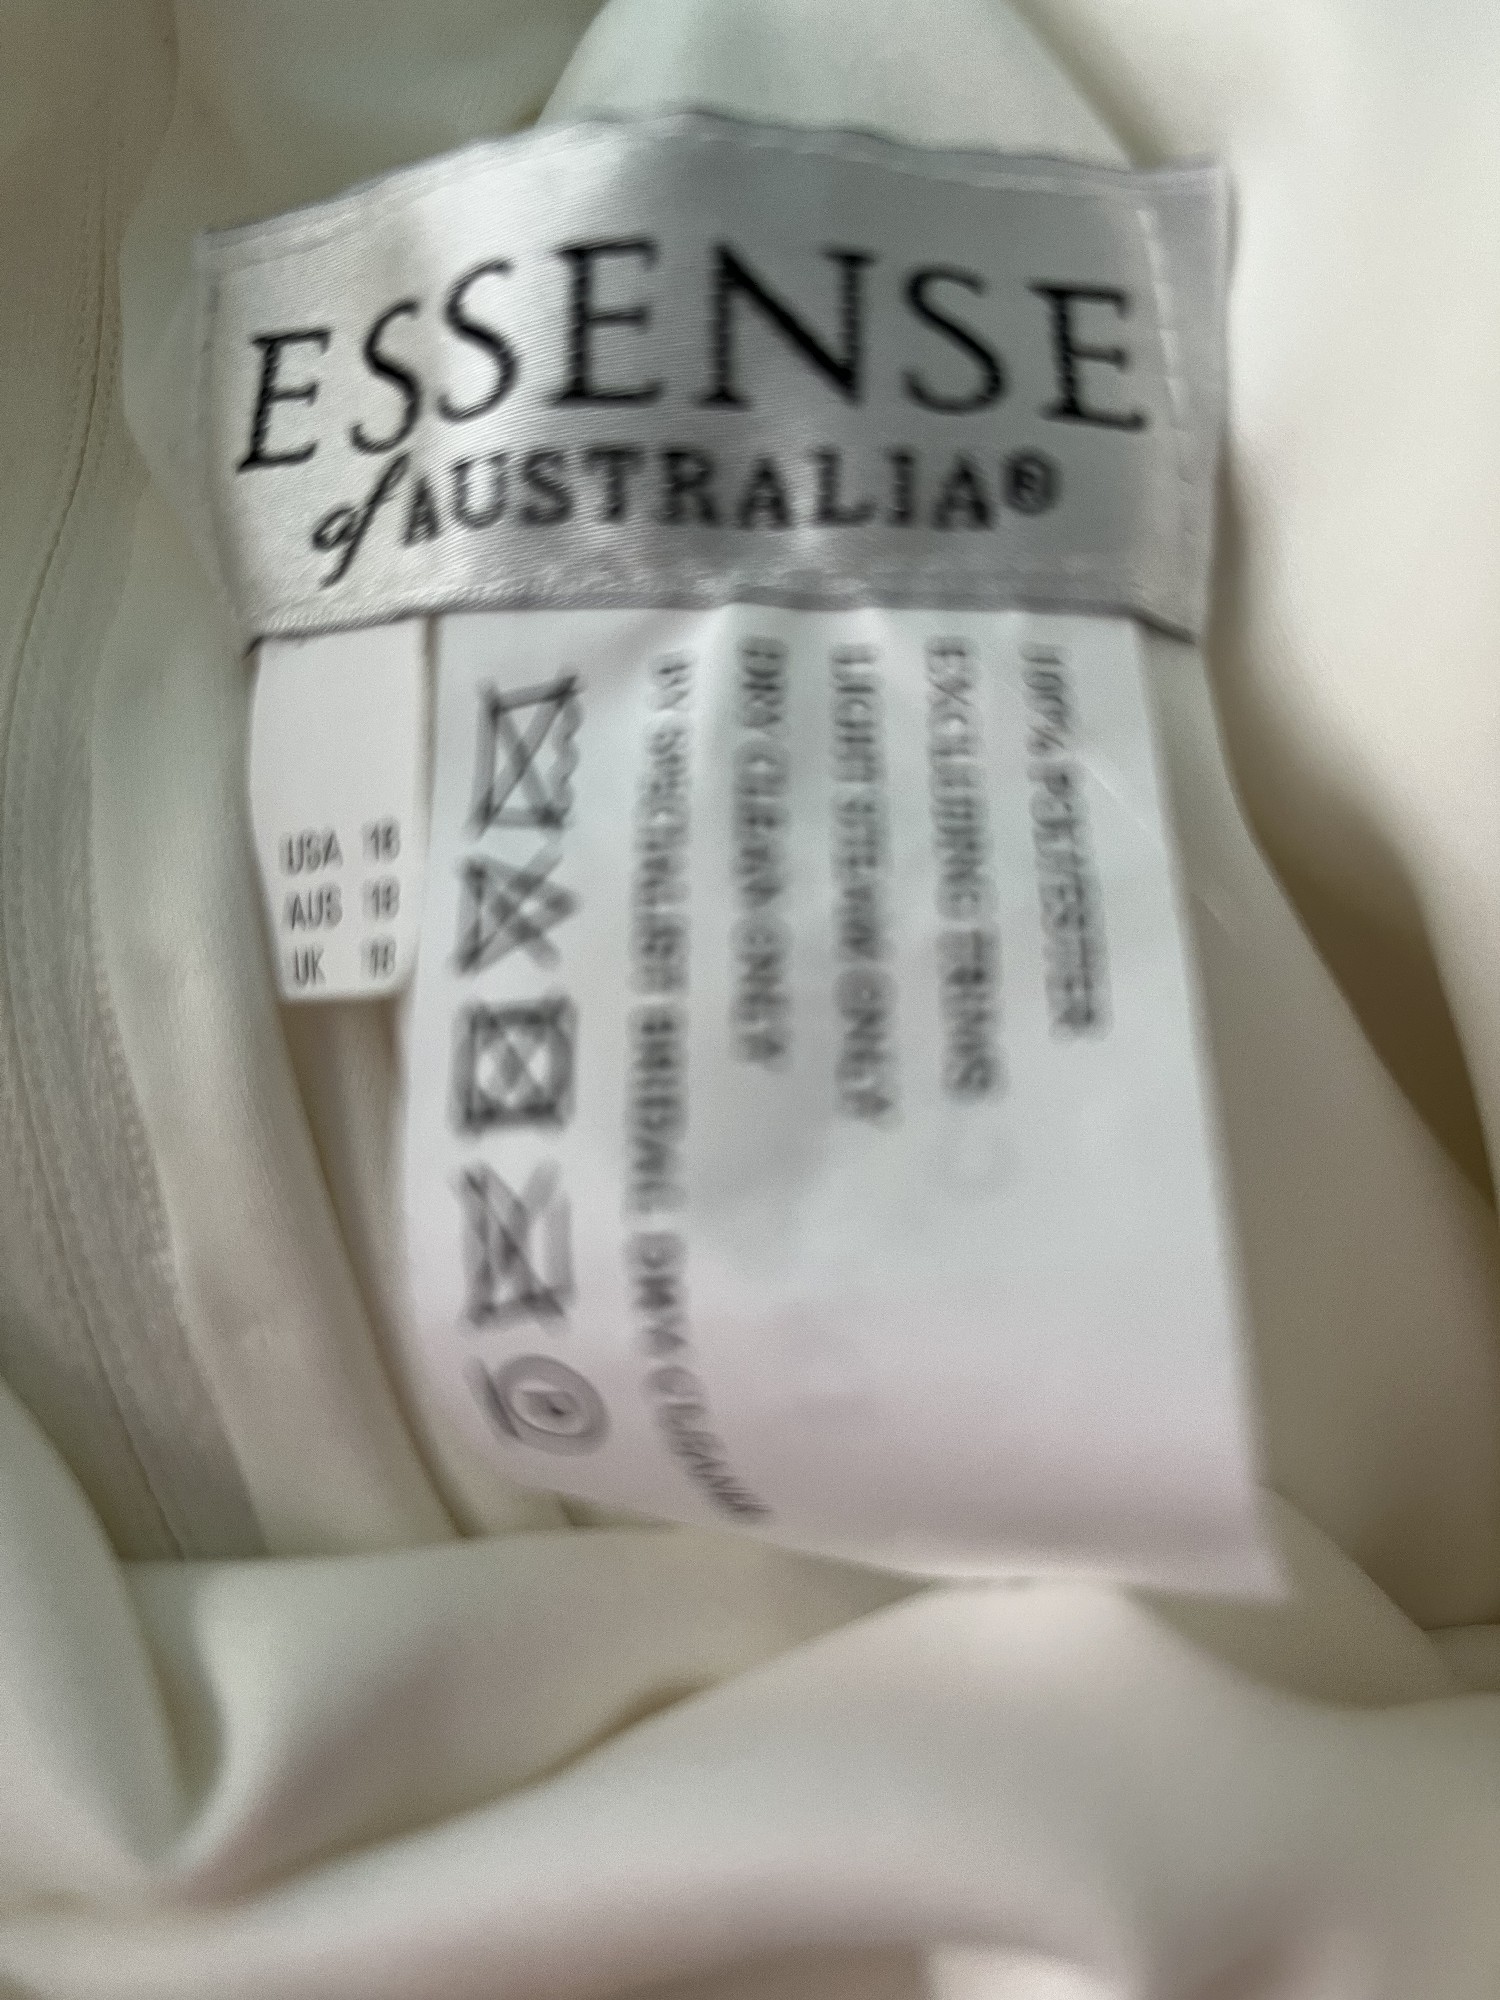 ESSENSE
of AUSTRALIA®
USA 18
AUS 18
UK 18
100% POLYESTER
EXCLUDING TRIMS
LIGHT STEAM ONLY
DRY CLEAN ONLY
BY SPECIALIST BRIDAL DRY CLEANER
P